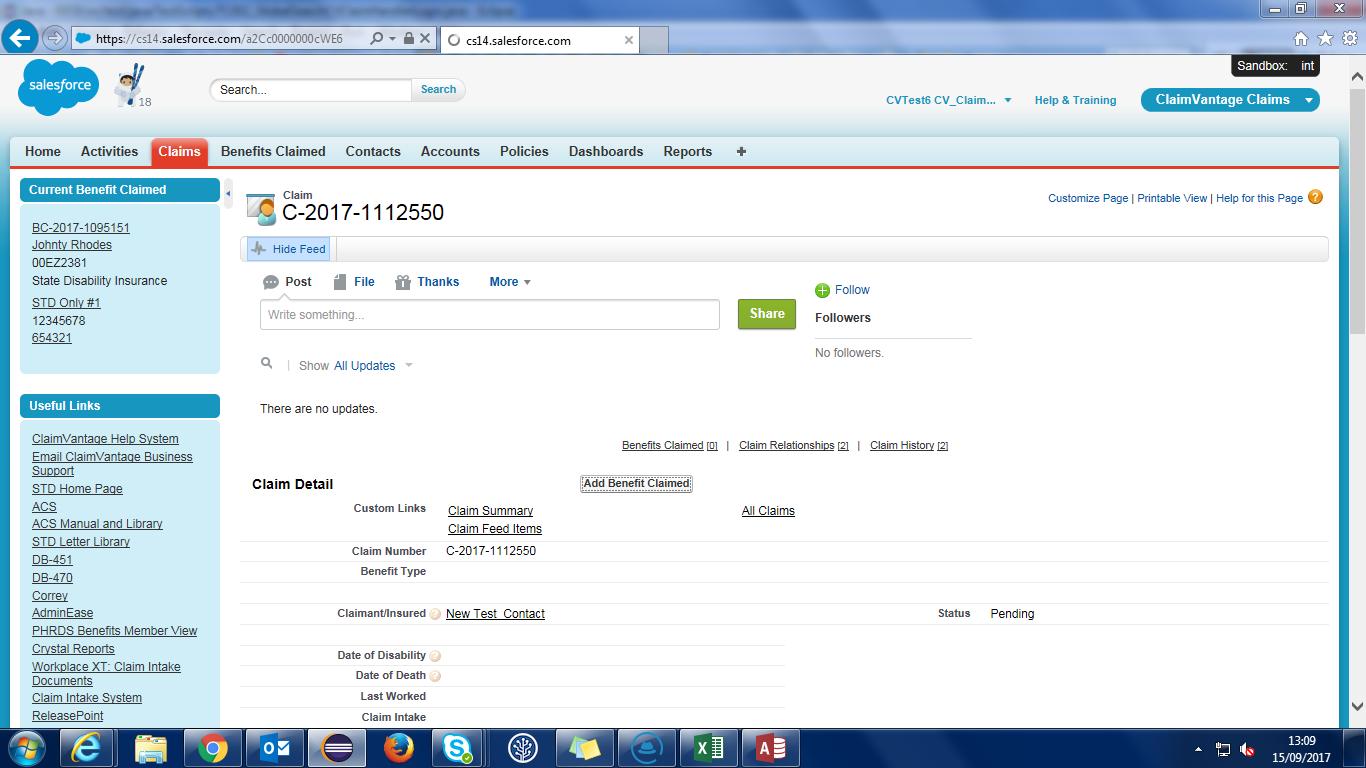 https://cs14.salesforce.com/a2Cc0000000cWE6
cs14.salesforce.com
Sandbox: int
salesforce
18
Search...
Search
CVTest6 CV_Claim...
Help & Training
ClaimVantage Claims
Home
Activities
Claims
Benefits Claimed
Contacts
Accounts
Policies
Dashboards
Reports
+
Current Benefit Claimed
BC-2017-1095151
Johnty Rhodes
00EZ2381
State Disability Insurance
STD Only #1
12345678
654321
Useful Links
ClaimVantage Help System
Email ClaimVantage Business
Support
STD Home Page
ACS
ACS Manual and Library
STD Letter Library
DB-451
DB-470
Correy
AdminEase
PHRDS Benefits Member View
Crystal Reports
Workplace XT: Claim Intake
Documents
Claim Intake System
ReleasePoint
Claim
C-2017-1112550
Customize Page | Printable View | Help for this Page ?
Hide Feed
Post
File
Thanks
More
Write something...
Share
Follow
Followers
No followers.
Show All Updates
There are no updates.
Benefits Claimed [0] | Claim Relationships [2] | Claim History [2]
Claim Detail
Add Benefit Claimed
Custom Links
Claim Summary
All Claims
Claim Feed Items
Claim Number C-2017-1112550
Benefit Type
Claimant/Insured ? New Test Contact
Status Pending
Date of Disability ?
Date of Death ?
Last Worked
Claim Intake
13:09
15/09/2017